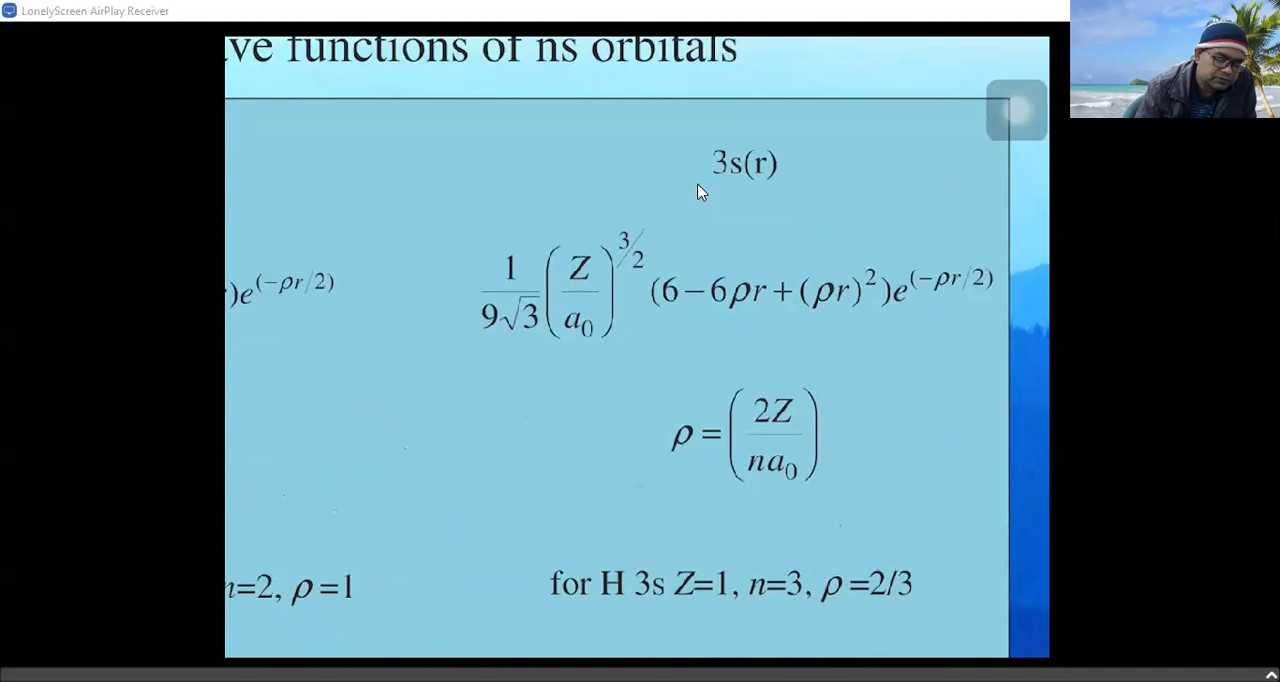 LonelyScreen AirPlay Receiver
ve functions of ns orbitals
3s(r)
)e^(−ρr/2)
1/(9√3) (Z/a₀)^(3/2) (6−6ρr+(ρr)²)e^(−ρr/2)
ρ = (2Z/na₀)
n=2, ρ=1
for H 3s Z=1, n=3, ρ=2/3